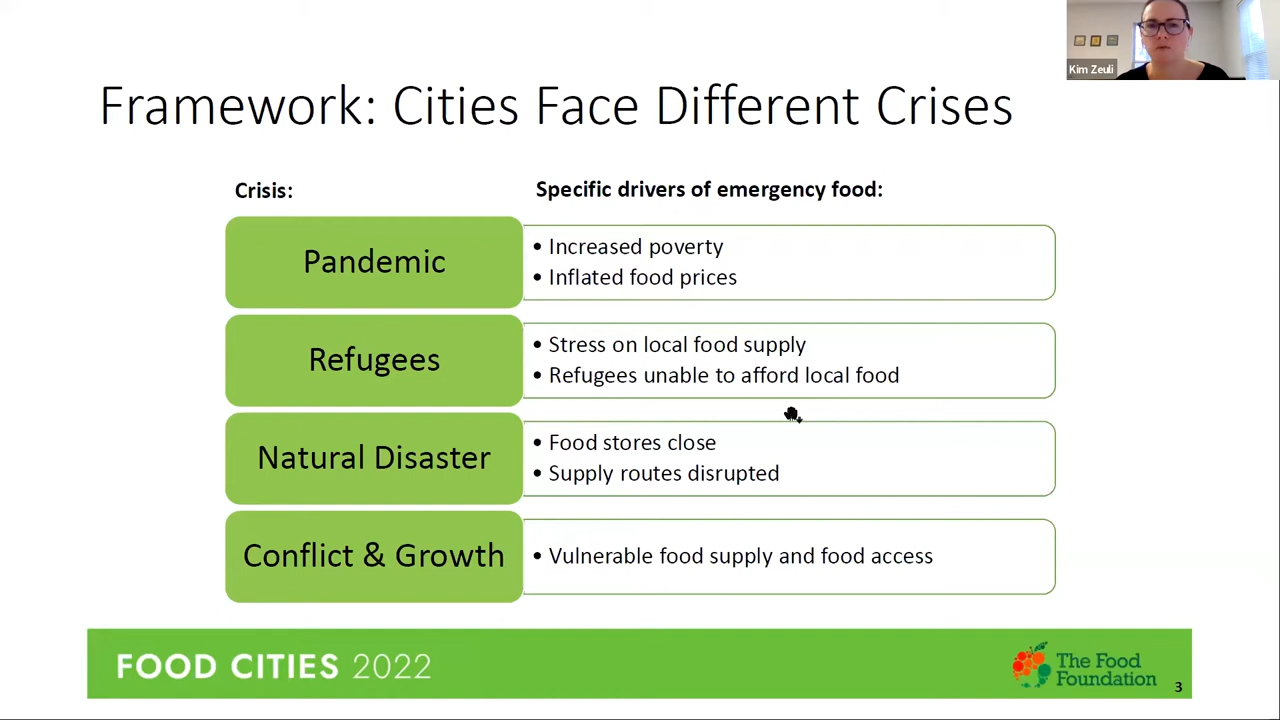 Kim Zeuli
Framework: Cities Face Different Crises
Crisis:
Specific drivers of emergency food:
Pandemic
• Increased poverty
• Inflated food prices
Refugees
• Stress on local food supply
• Refugees unable to afford local food
Natural Disaster
• Food stores close
• Supply routes disrupted
Conflict & Growth
• Vulnerable food supply and food access
FOOD CITIES 2022
The Food
Foundation
3